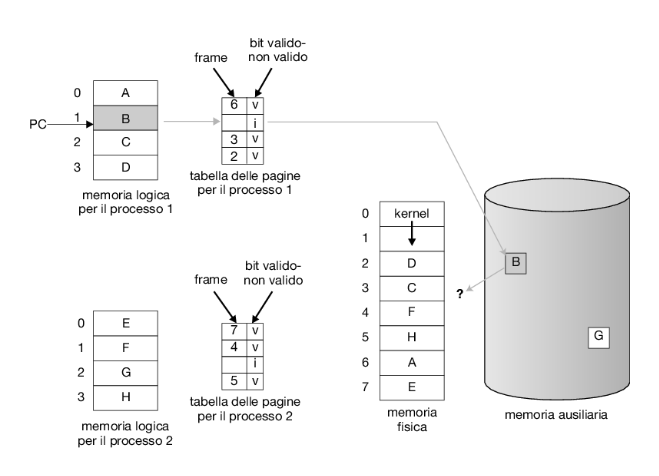 frame
bit valido-
non valido
0 A
PC 1 B
2 C
3 D
6 v
i
3 v
2 v
memoria logica
per il processo 1
tabella delle pagine
per il processo 1
frame
bit valido-
non valido
0 E
1 F
2 G
3 H
7 v
4 v
i
5 v
memoria logica
per il processo 2
tabella delle pagine
per il processo 2
0 kernel
1
2 D
3 C
4 F
5 H
6 A
7 E
memoria
fisica
?
B
G
memoria ausiliaria